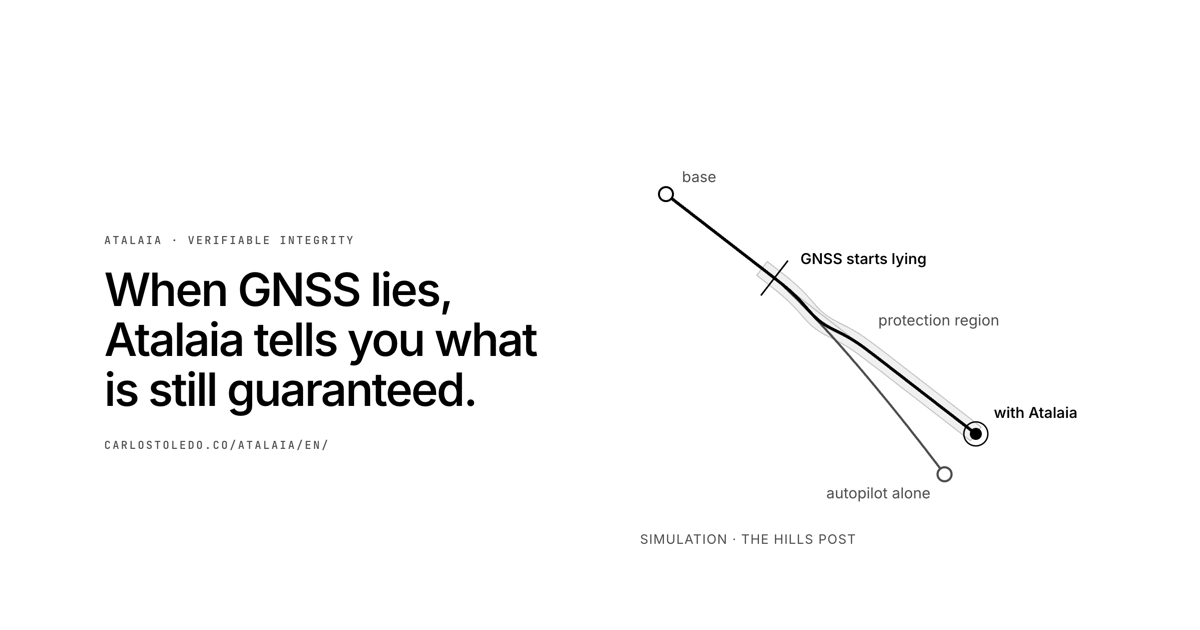 ATALAIA · VERIFIABLE INTEGRITY
When GNSS lies,
Atalaia tells you what
is still guaranteed.
CARLOSTOLEDO.CO/ATALAIA/EN/
base
GNSS starts lying
protection region
with Atalaia
autopilot alone
SIMULATION · THE HILLS POST